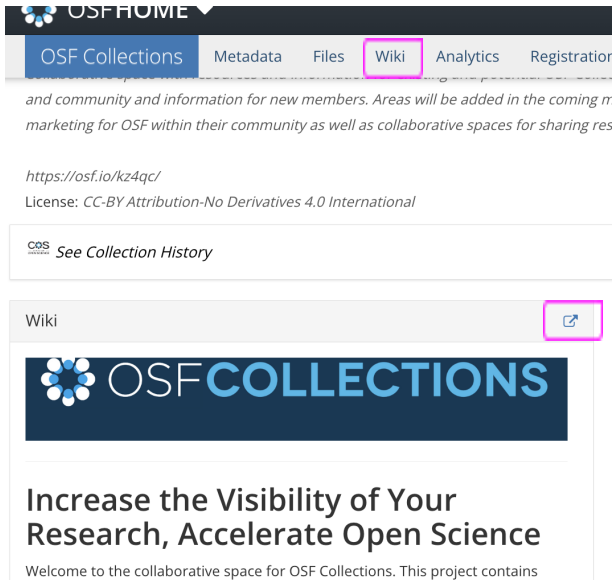 OSFHOME
OSF Collections Metadata Files Wiki Analytics Registration
and community and information for new members. Areas will be added in the coming m
marketing for OSF within their community as well as collaborative spaces for sharing res
https://osf.io/kz4qc/
License: CC-BY Attribution-No Derivatives 4.0 International
COS See Collection History
Wiki
OSFCOLLECTIONS
Increase the Visibility of Your
Research, Accelerate Open Science
Welcome to the collaborative space for OSF Collections. This project contains